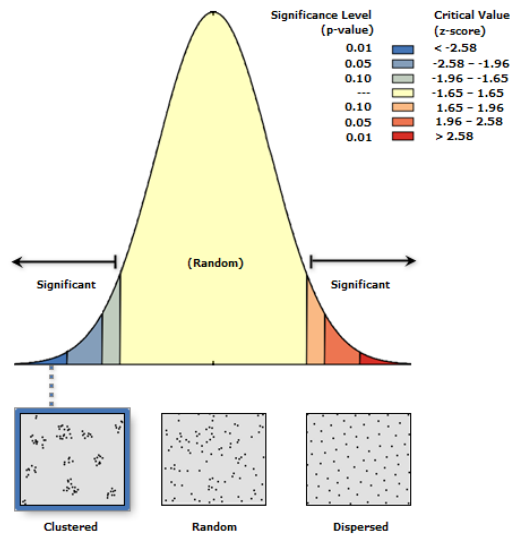 Significance Level Critical Value
(p-value) (z-score)
0.01 < -2.58
0.05 -2.58 – -1.96
0.10 -1.96 – -1.65
--- -1.65 – 1.65
0.10 1.65 – 1.96
0.05 1.96 – 2.58
0.01 > 2.58
(Random)
Significant Significant
Clustered Random Dispersed